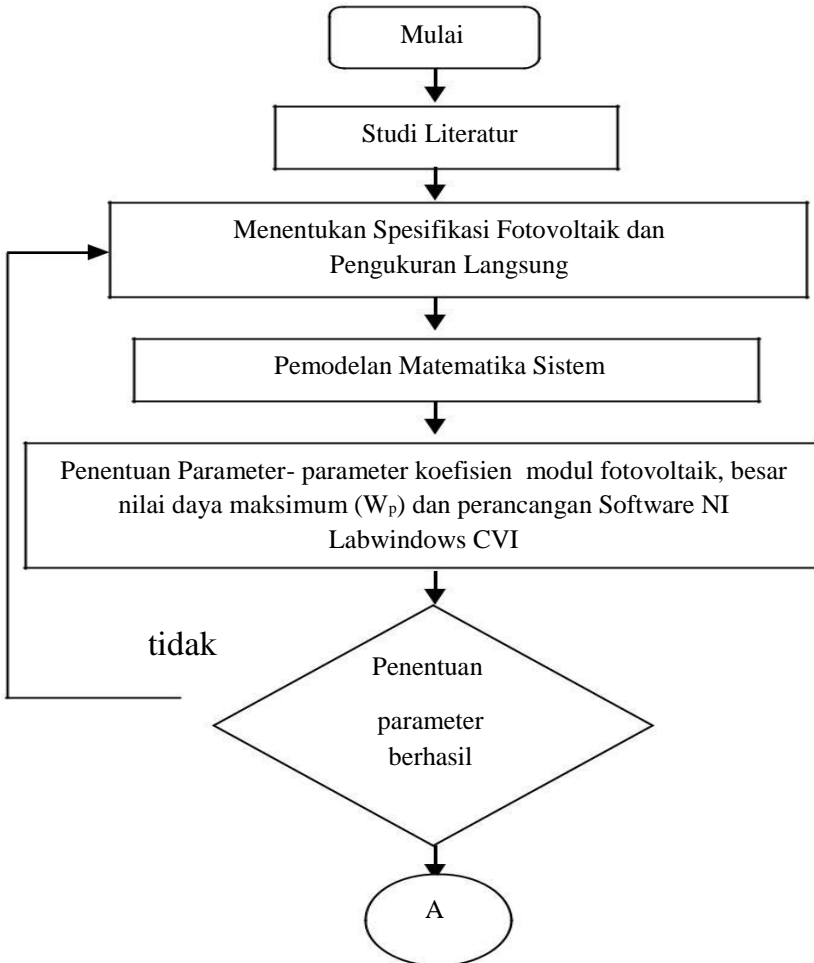 Mulai
Studi Literatur
Menentukan Spesifikasi Fotovoltaik dan
Pengukuran Langsung
Pemodelan Matematika Sistem
Penentuan Parameter- parameter koefisien modul fotovoltaik, besar
nilai daya maksimum (Wₚ) dan perancangan Software NI
Labwindows CVI
tidak
Penentuan
parameter
berhasil
A